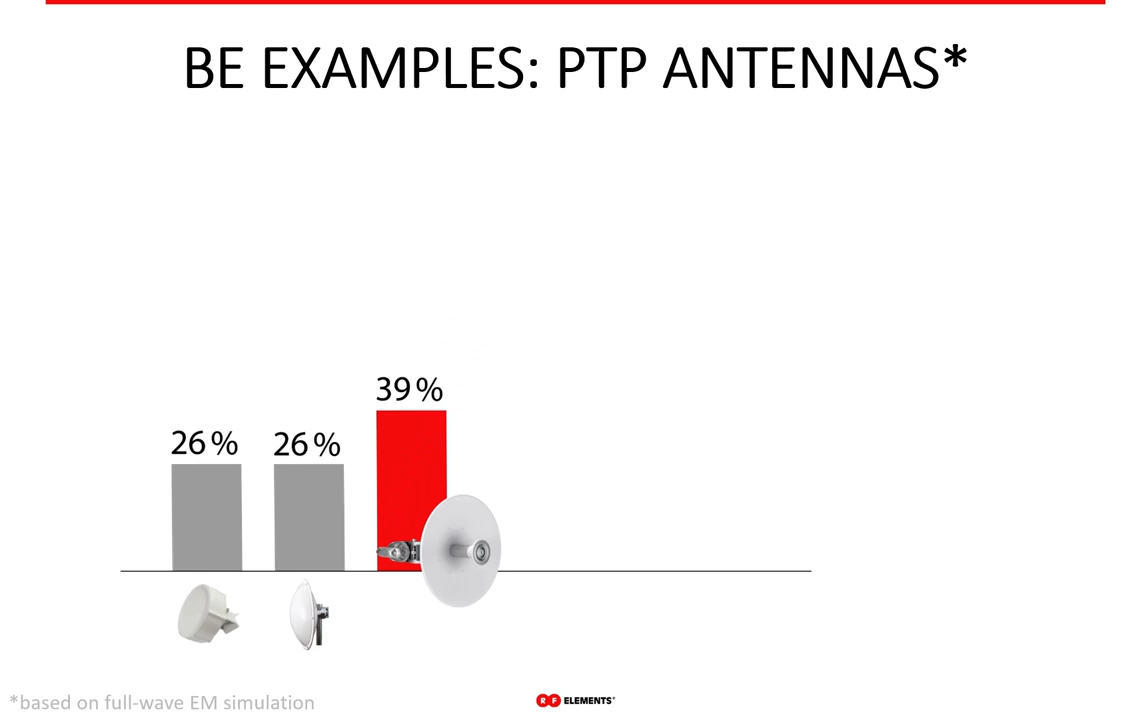 BE EXAMPLES: PTP ANTENNAS*
39%
26%
26%
*based on full-wave EM simulation
RF ELEMENTS®